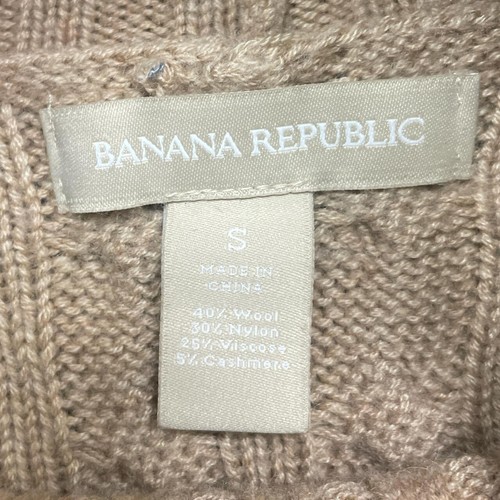 BANANA REPUBLIC
S
MADE IN
CHINA
40% Wool
30% Nylon
25% Viscose
5% Cashmere